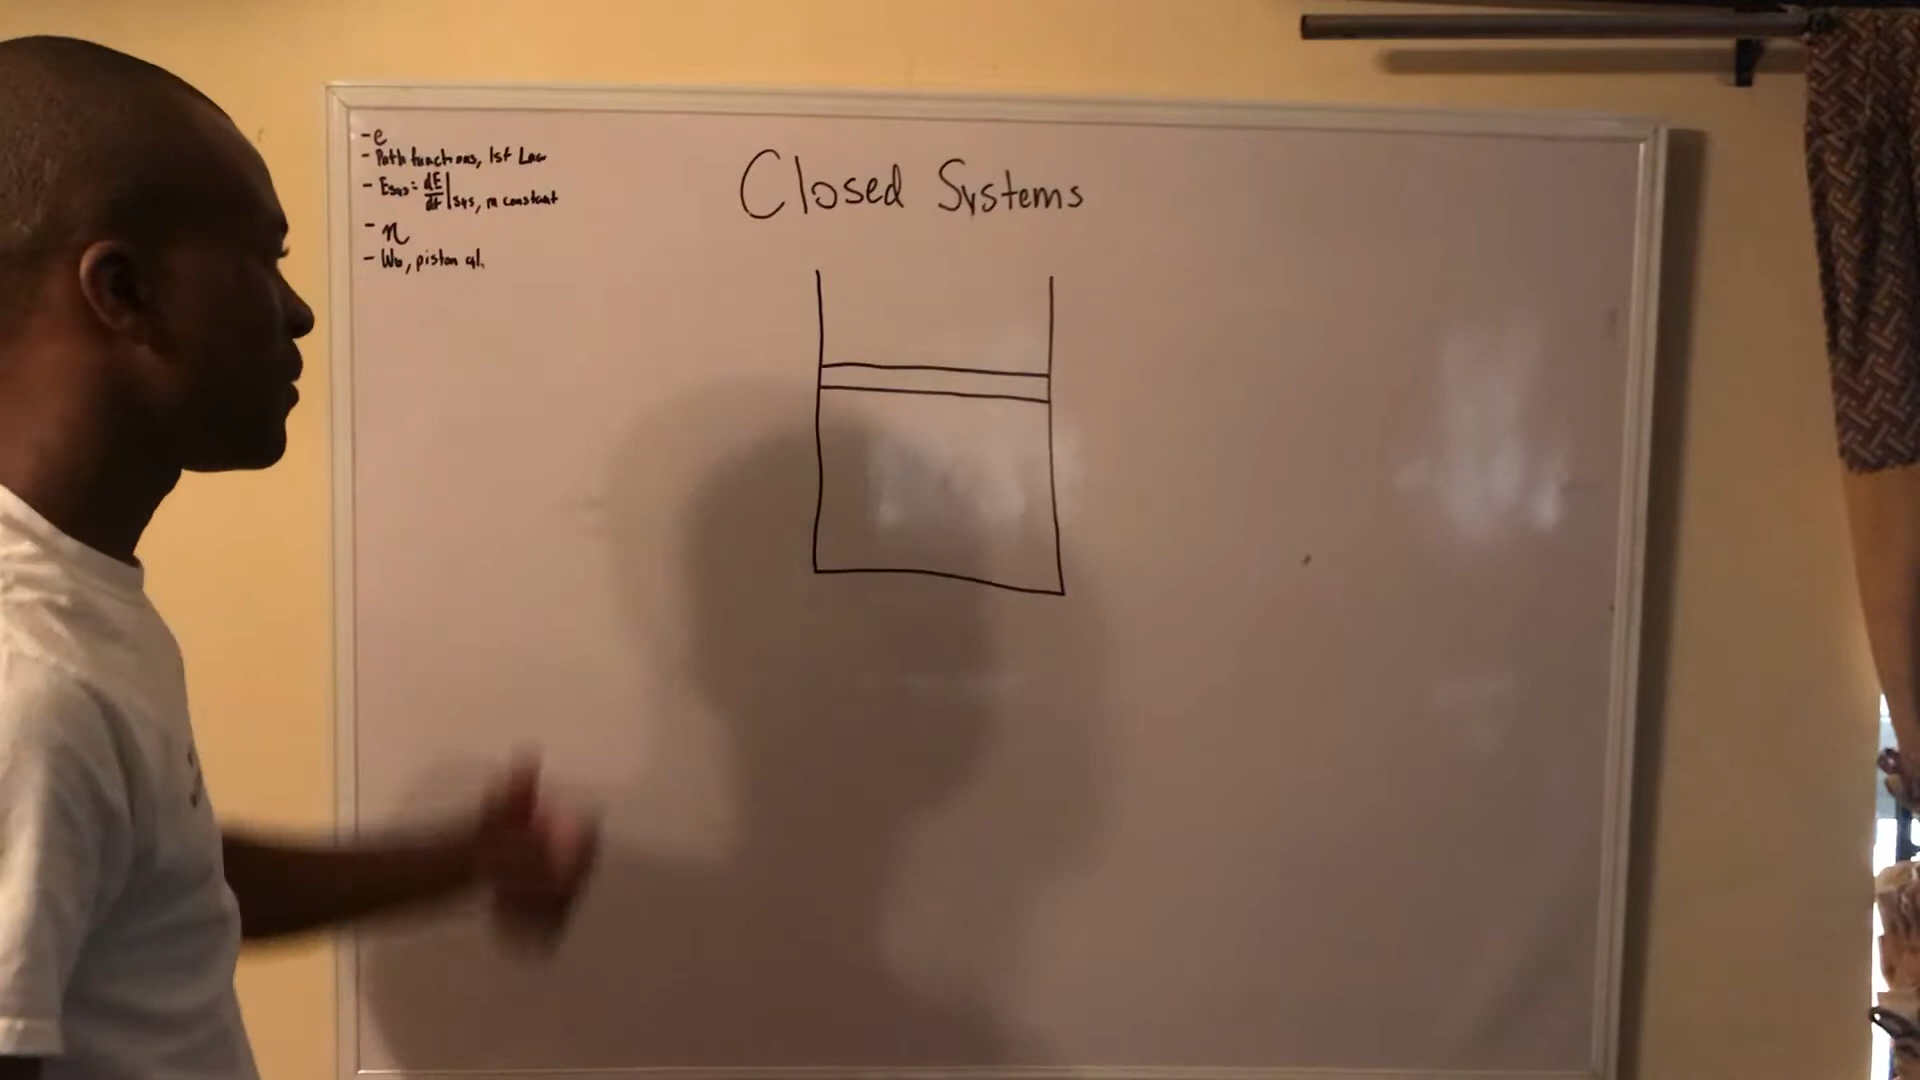 Closed Systems
- e
- Path functions, 1st Law
- Esys = dE/dt|sys, m constant
- n
- Wb, piston cyl.